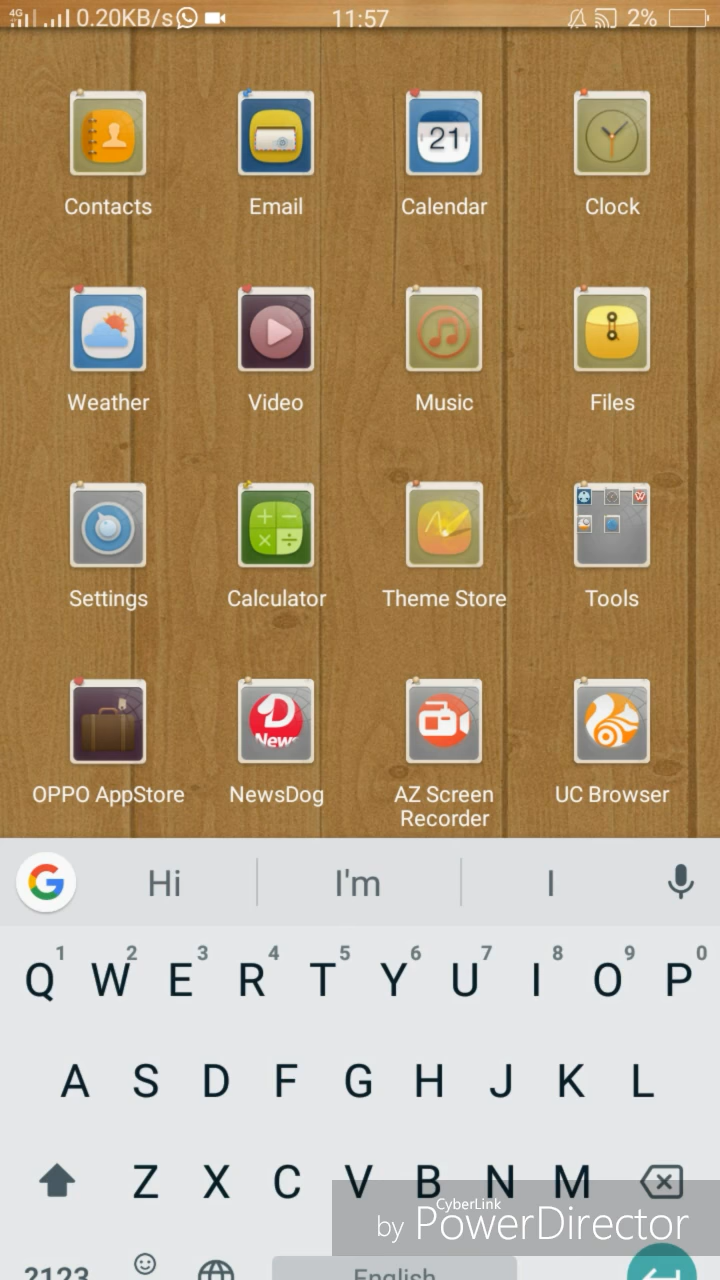 4G 0.20KB/s 11:57 2%
21
Contacts Email Calendar Clock
Weather Video Music Files
Settings Calculator Theme Store Tools
D
News
OPPO AppStore NewsDog AZ Screen Recorder UC Browser
Hi I'm I
1 2 3 4 5 6 7 8 9 0
Q W E R T Y U I O P
A S D F G H J K L
Z X C V B N M
CyberLink
by PowerDirector
?123 English